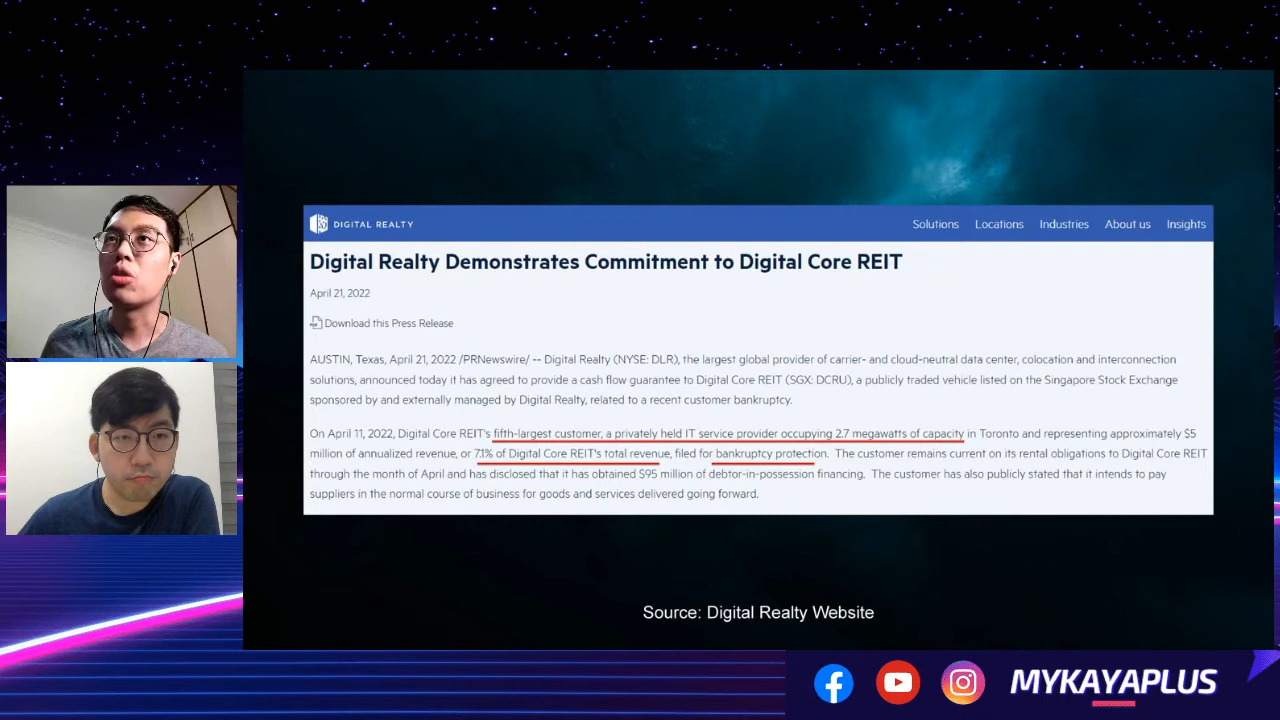 DIGITAL REALTY
Solutions Locations Industries About us Insights
Digital Realty Demonstrates Commitment to Digital Core REIT
April 21, 2022
Download this Press Release
AUSTIN, Texas, April 21, 2022 /PRNewswire/ -- Digital Realty (NYSE: DLR), the largest global provider of carrier- and cloud-neutral data center, colocation and interconnection
solutions, announced today it has agreed to provide a cash flow guarantee to Digital Core REIT (SGX: DCRU), a publicly traded vehicle listed on the Singapore Stock Exchange
sponsored by and externally managed by Digital Realty, related to a recent customer bankruptcy.
On April 11, 2022, Digital Core REIT's fifth-largest customer, a privately held IT service provider occupying 2.7 megawatts of capacity in Toronto and representing approximately $5
million of annualized revenue, or 7.1% of Digital Core REIT's total revenue, filed for bankruptcy protection. The customer remains current on its rental obligations to Digital Core REIT
through the month of April and has disclosed that it has obtained $95 million of debtor-in-possession financing. The customer has also publicly stated that it intends to pay
suppliers in the normal course of business for goods and services delivered going forward.
Source: Digital Realty Website
MYKAYAPLUS